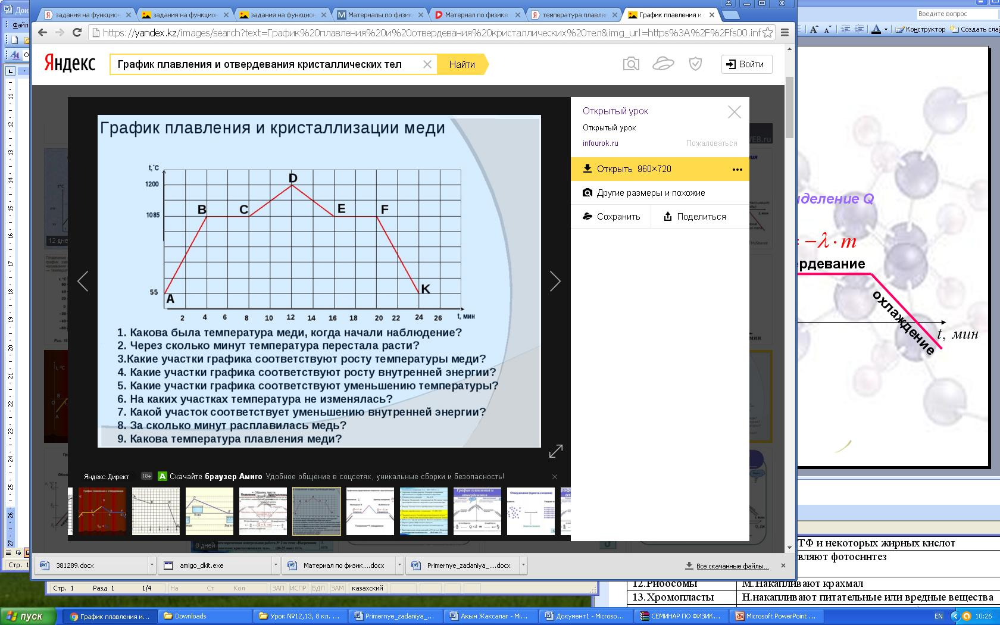 задания на функцион
задания на функцион
задания на функцион
Материалы по физик
Материал по физике
температура плавле
График плавления и
https://yandex.kz/images/search?text=График%20плавления%20и%20отвердевания%20кристаллических%20тел&img_url=https%3A%2F%2Ffs00.inf
Введите вопрос
Файл
Конструктор
Создать слай
Яндекс
График плавления и отвердевания кристаллических тел
Найти
Войти
График плавления и кристаллизации меди
t,°C
1200
1085
55
A
B
C
D
E
F
K
2 4 6 8 10 12 14 16 18 20 22 24 26 t, мин
1. Какова была температура меди, когда начали наблюдение?
2. Через сколько минут температура перестала расти?
3.Какие участки графика соответствуют росту температуры меди?
4. Какие участки графика соответствуют росту внутренней энергии?
5. Какие участки графика соответствуют уменьшению температуры?
6. На каких участках температура не изменялась?
7. Какой участок соответствует уменьшению внутренней энергии?
8. За сколько минут расплавилась медь?
9. Какова температура плавления меди?
Открытый урок
Открытый урок
infourok.ru
Пожаловаться
Открыть 960×720
Другие размеры и похожие
Сохранить
Поделиться
12 дне
WEB.ru
MyShared
8 дней
Яндекс.Директ
18+
Скачайте браузер Амиго Удобное общение в соцсетях, уникальные сборки и безопасность!
деление Q
= −λ · m
ердевание
охлаждение
t, мин
ТФ и некоторых жирных кислот
вляют фотосинтез
12.Рибосомы
М.Накапливают крахмал
13.Хромопласты
Н.накапливают питательные или вредные вещества
381289.docx
amigo_dkit.exe
Материал по физик....docx
Primernye_zadaniya_....docx
Все скачанные файлы...
Стр. 1
Стр. 1 Разд 1 1/4 На Ст Кол ЗАП ИСПР ВДЛ ЗАМ казахский
пуск
График плавления и...
Downloads
Урок №12,13, 8 кл. ...
Primernye_zadaniya_...
Ақын Жаксалаг - Mi...
Документ1 - Microso...
СЕМИНАР ПО ФИЗИК...
Microsoft PowerPoint ...
EN
10:26